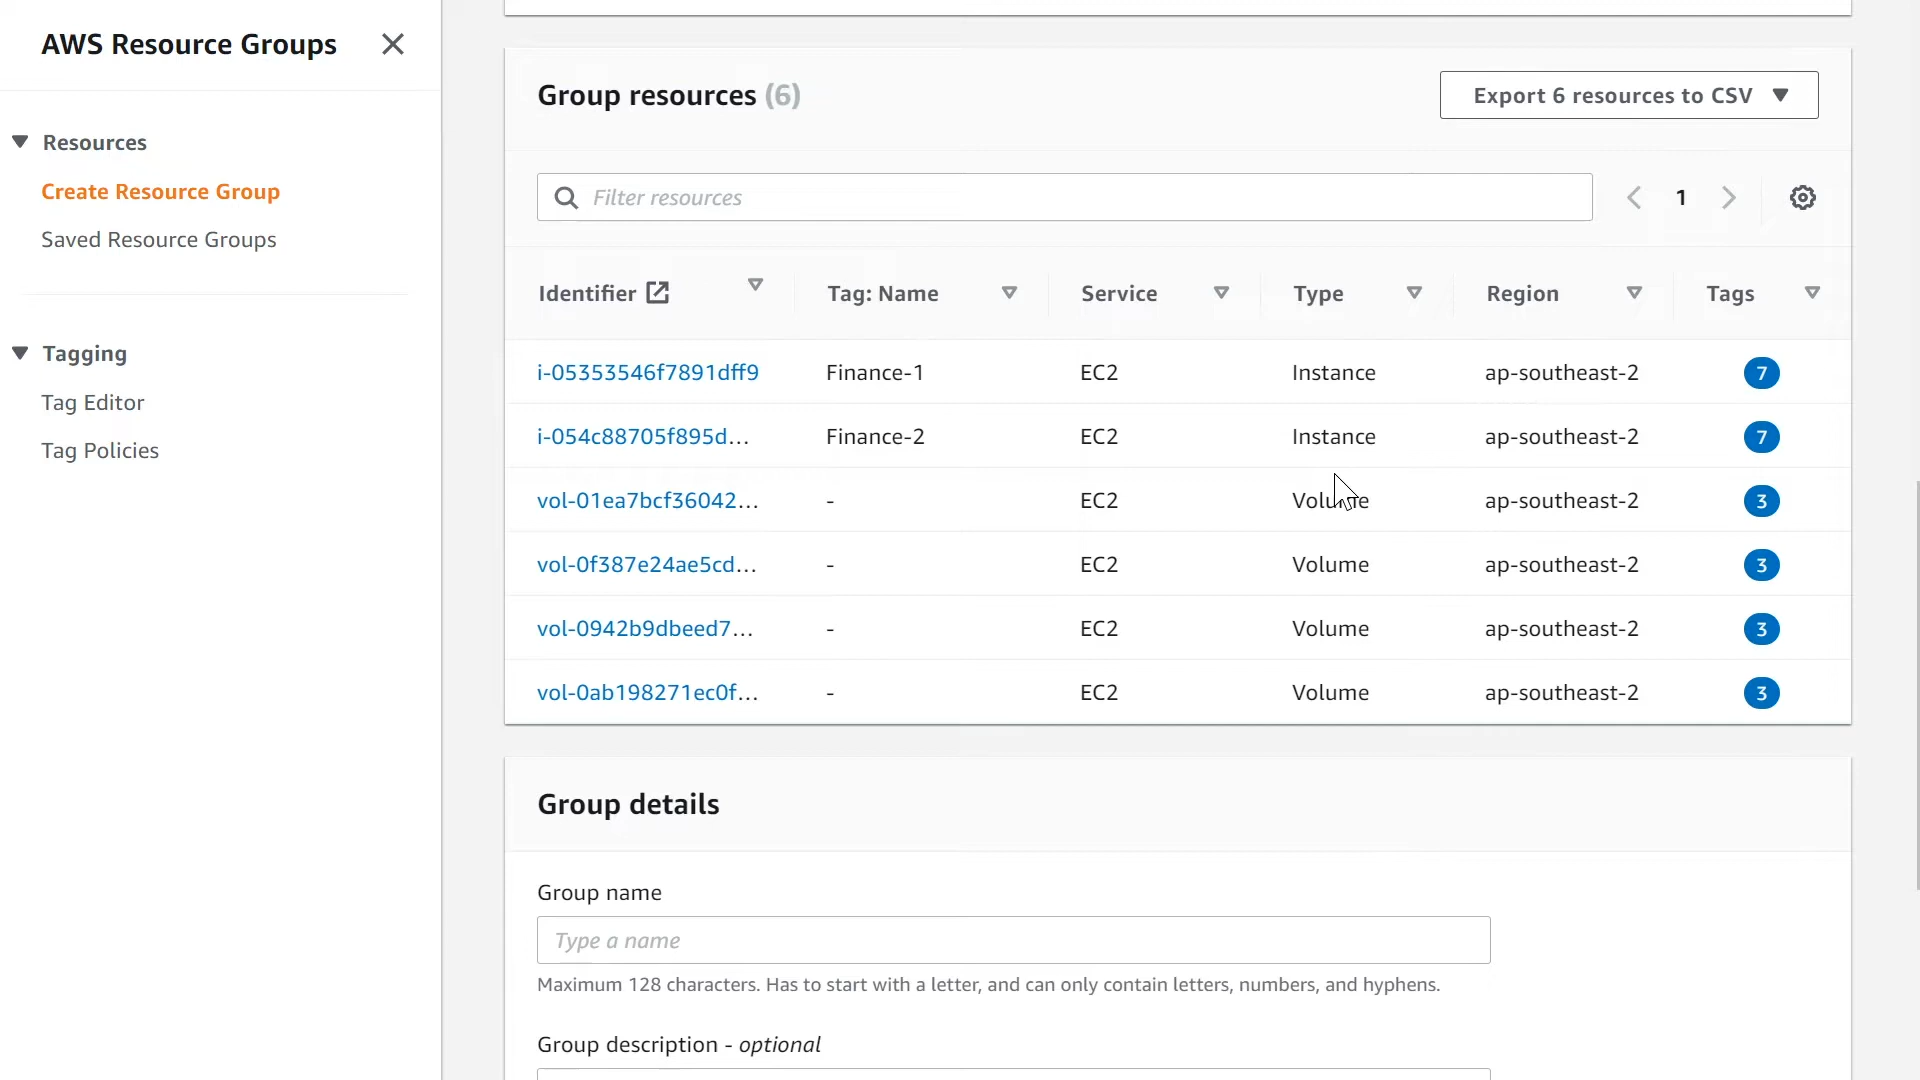 AWS Resource Groups
Resources
Create Resource Group
Saved Resource Groups
Tagging
Tag Editor
Tag Policies
Group resources (6)
Export 6 resources to CSV
Filter resources
1
Identifier Tag: Name Service Type Region Tags
i-05353546f7891dff9 Finance-1 EC2 Instance ap-southeast-2 7
i-054c88705f895d... Finance-2 EC2 Instance ap-southeast-2 7
vol-01ea7bcf36042... - EC2 Volume ap-southeast-2 3
vol-0f387e24ae5cd... - EC2 Volume ap-southeast-2 3
vol-0942b9dbeed7... - EC2 Volume ap-southeast-2 3
vol-0ab198271ec0f... - EC2 Volume ap-southeast-2 3
Group details
Group name
Type a name
Maximum 128 characters. Has to start with a letter, and can only contain letters, numbers, and hyphens.
Group description - optional